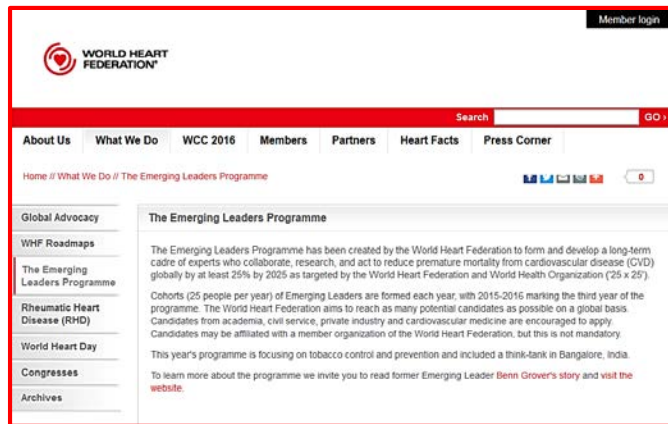 Member login
WORLD HEART
FEDERATION®
Search
GO ›
About Us What We Do WCC 2016 Members Partners Heart Facts Press Corner
Home // What We Do // The Emerging Leaders Programme
0
Global Advocacy
WHF Roadmaps
The Emerging
Leaders Programme
Rheumatic Heart
Disease (RHD)
World Heart Day
Congresses
Archives
The Emerging Leaders Programme
The Emerging Leaders Programme has been created by the World Heart Federation to form and develop a long-term
cadre of experts who collaborate, research, and act to reduce premature mortality from cardiovascular disease (CVD)
globally by at least 25% by 2025 as targeted by the World Heart Federation and World Health Organization ('25 x 25').
Cohorts (25 people per year) of Emerging Leaders are formed each year, with 2015-2016 marking the third year of the
programme. The World Heart Federation aims to reach as many potential candidates as possible on a global basis.
Candidates from academia, civil service, private industry and cardiovascular medicine are encouraged to apply.
Candidates may be affiliated with a member organization of the World Heart Federation, but this is not mandatory.
This year's programme is focusing on tobacco control and prevention and included a think-tank in Bangalore, India.
To learn more about the programme we invite you to read former Emerging Leader Benn Grover's story and visit the
website.